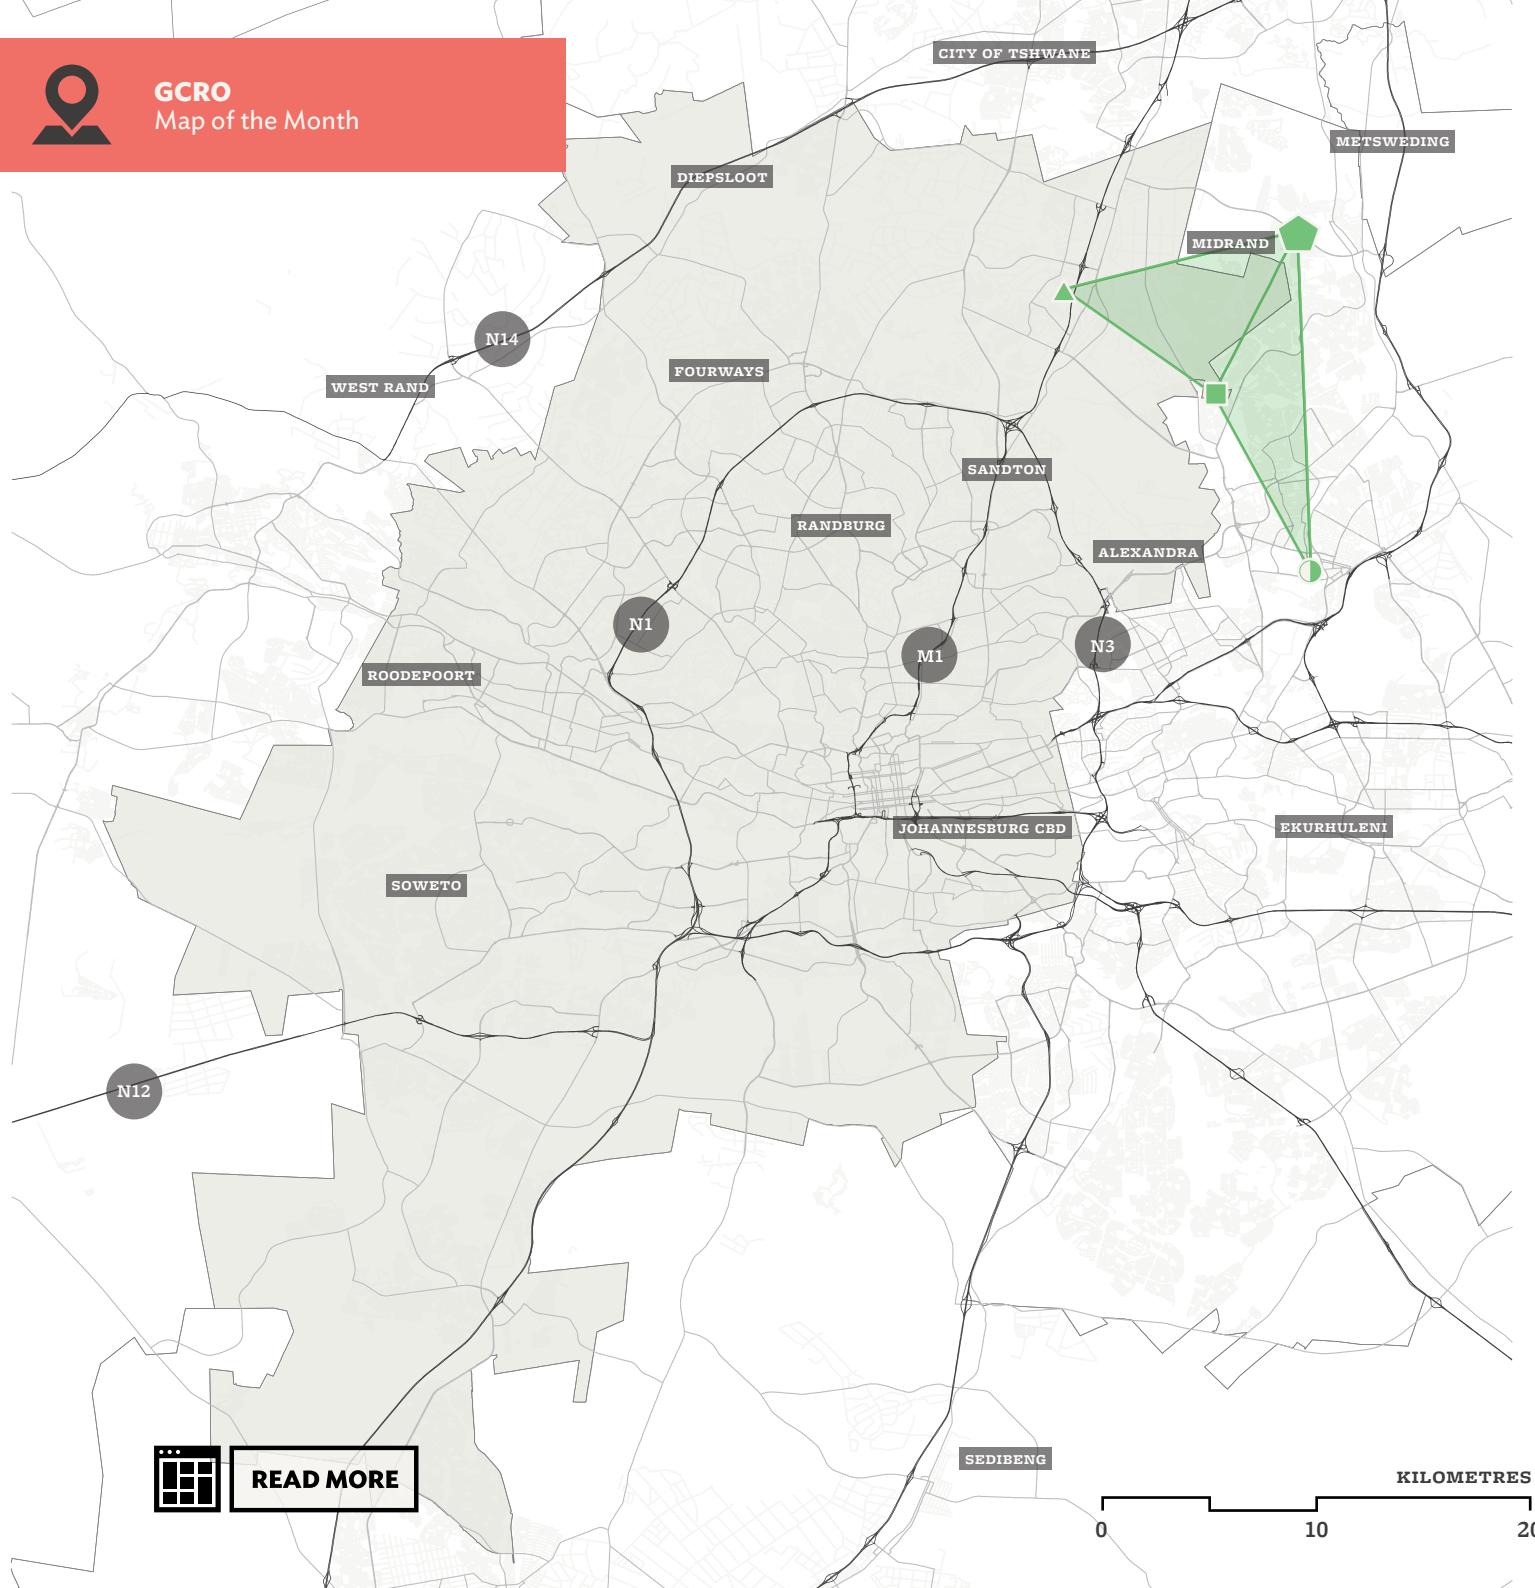 CITY OF TSHWANE
GCRO
Map of the Month
METSWEDING
DIEPSLOOT
MIDRAND
N14
FOURWAYS
WEST RAND
SANDTON
RANDBURG
ALEXANDRA
N1
N3
M1
ROODEPOORT
JOHANNESBURG CBD
EKURHULENI
SOWETO
N12
SEDIBENG
READ MORE
KILOMETRES
0 10 20